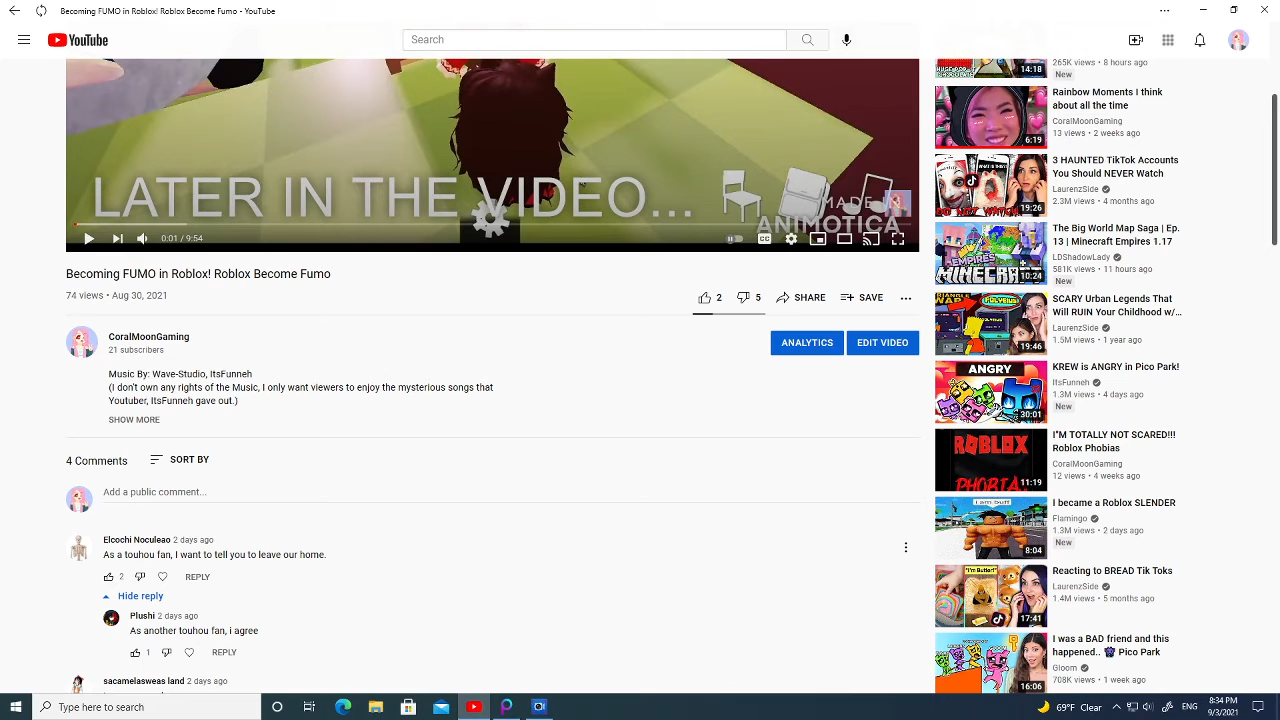 Becoming FUMO in Roblox! Roblox Become Fumo - YouTube
YouTube
Search
LATER IN THE VIDEO...
MADE IN
ANIMOTICA
0:01 / 9:54
CC
Becoming FUMO in Roblox! Roblox Become Fumo
74 views • Aug 30, 2021
2
5
SHARE
SAVE
CoralMoonGaming
21 subscribers
ANALYTICS
EDIT VIDEO
Music By: Wave-Studio, ItsFunneh
(I don't own any rights of the Music, I only want viewers to enjoy the mysterious songs that
Youtuber, ItsFunneh gave out.)
SHOW MORE
4 Comments
SORT BY
Add a public comment...
Elcochi Noculeao 2 days ago
As a touhou fan, I want to tell you to leave our home.
2
REPLY
Hide reply
Plushi 2 days ago
As another touhou fan, i agree
1
REPLY
sacamelasweas land 2 days ago
14:18
265K views • 8 hours ago
New
6:19
Rainbow Moments I think
about all the time
CoralMoonGaming
13 views • 2 weeks ago
DO NOT WATCH
19:26
3 HAUNTED TikTok Accounts
You Should NEVER Watch
LaurenzSide
2.3M views • 4 months ago
EMPIRES
MINECRAFT
10:24
The Big World Map Saga | Ep.
13 | Minecraft Empires 1.17
LDShadowLady
581K views • 11 hours ago
New
POLYBIUS
19:46
SCARY Urban Legends That
Will RUIN Your Childhood w/...
LaurenzSide
1.5M views • 1 year ago
ANGRY
30:01
KREW is ANGRY in Pico Park!
ItsFunneh
1.3M views • 4 days ago
New
ROBLOX
PHOBIA
11:19
I"M TOTALLY NOT SCARED!!!
Roblox Phobias
CoralMoonGaming
12 views • 4 weeks ago
i am buff
8:04
I became a Roblox SLENDER
Flamingo
1.3M views • 2 days ago
New
"I'm Butter!"
17:41
Reacting to BREAD Tik Toks
LaurenzSide
1.4M views • 5 months ago
16:06
I was a BAD friend and this
happened.. Pico Park
Gloom
708K views • 1 week ago
Type here to search
69°F Clear
ENG
8:34 PM
9/3/2021